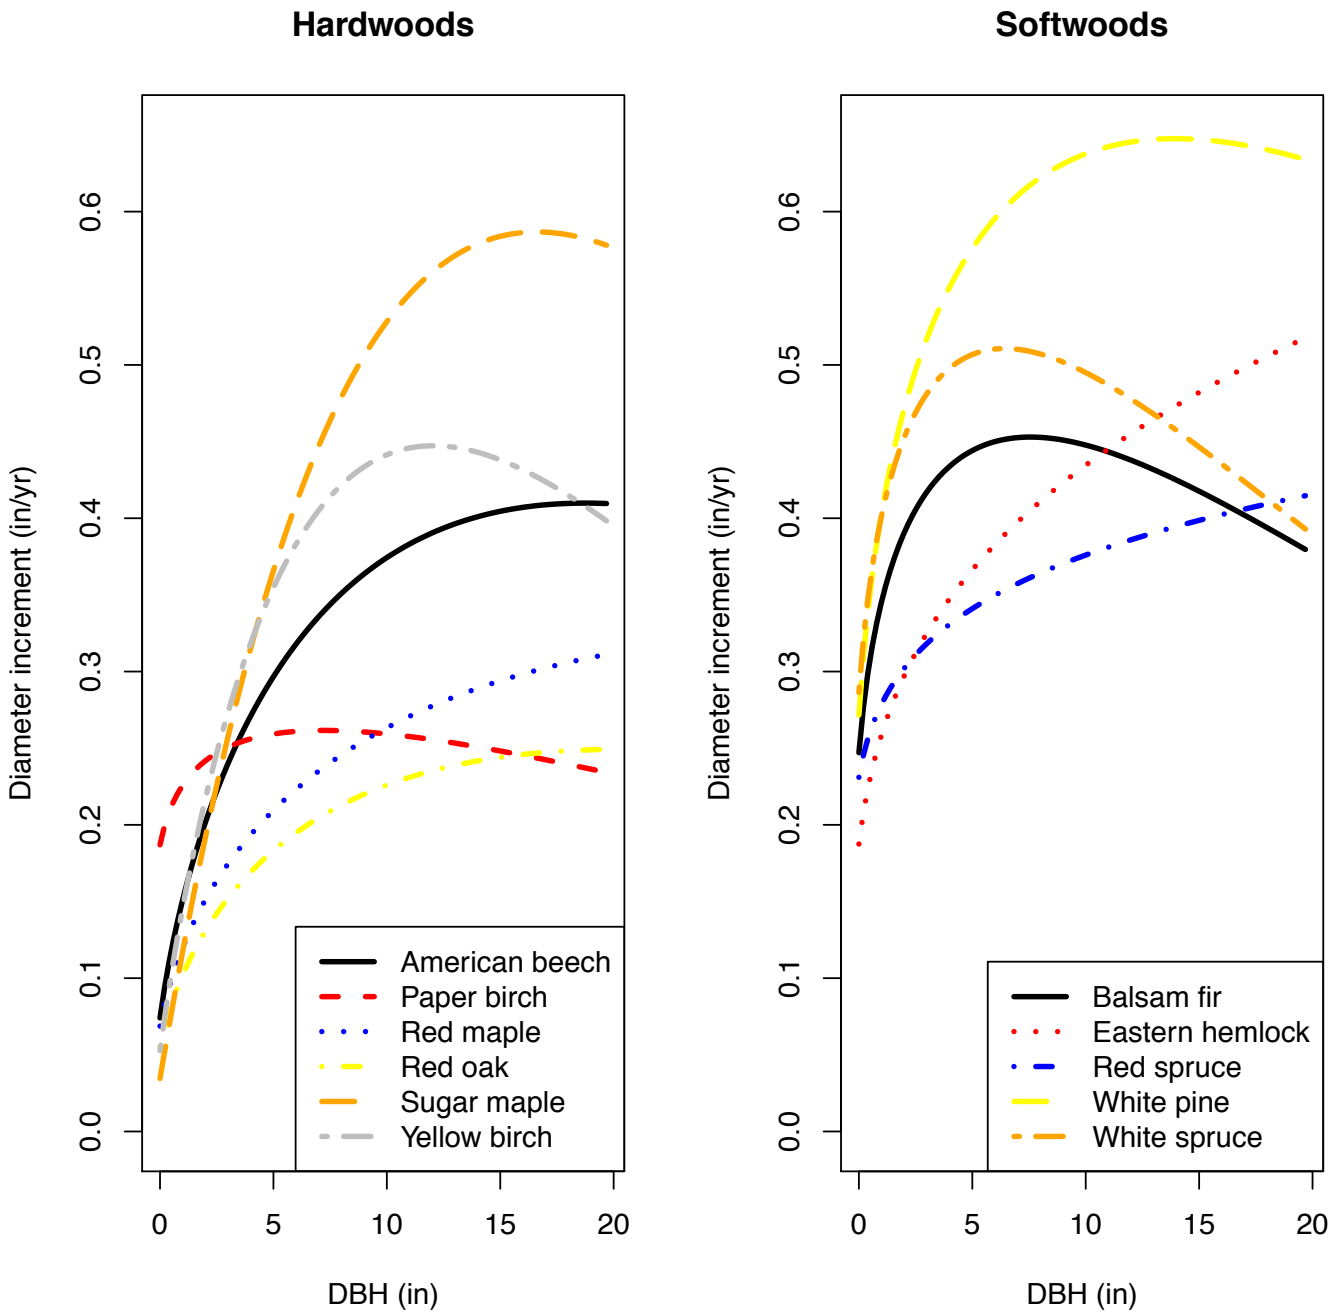 Hardwoods
Diameter increment (in/yr)
0.6
0.5
0.4
0.3
0.2
0.1
0.0
American beech
Paper birch
Red maple
Red oak
Sugar maple
Yellow birch
0 5 10 15 20
DBH (in)
Softwoods
Diameter increment (in/yr)
0.6
0.5
0.4
0.3
0.2
0.1
0.0
Balsam fir
Eastern hemlock
Red spruce
White pine
White spruce
0 5 10 15 20
DBH (in)